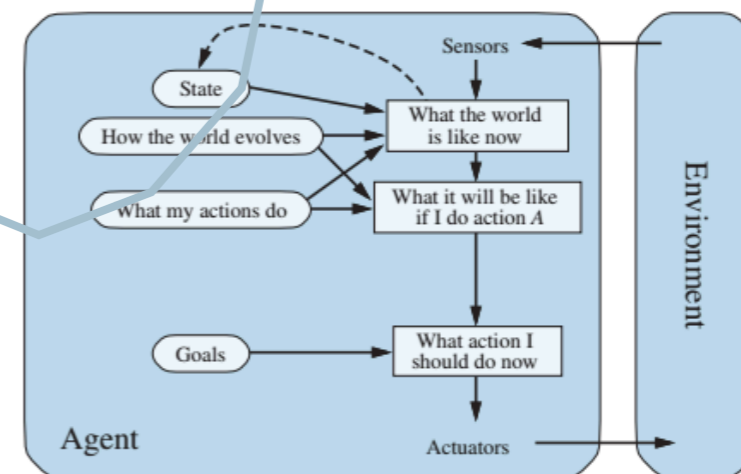 Sensors
State
What the world
is like now
How the world evolves
What it will be like
if I do action A
What my actions do
Environment
Goals
What action I
should do now
Agent
Actuators